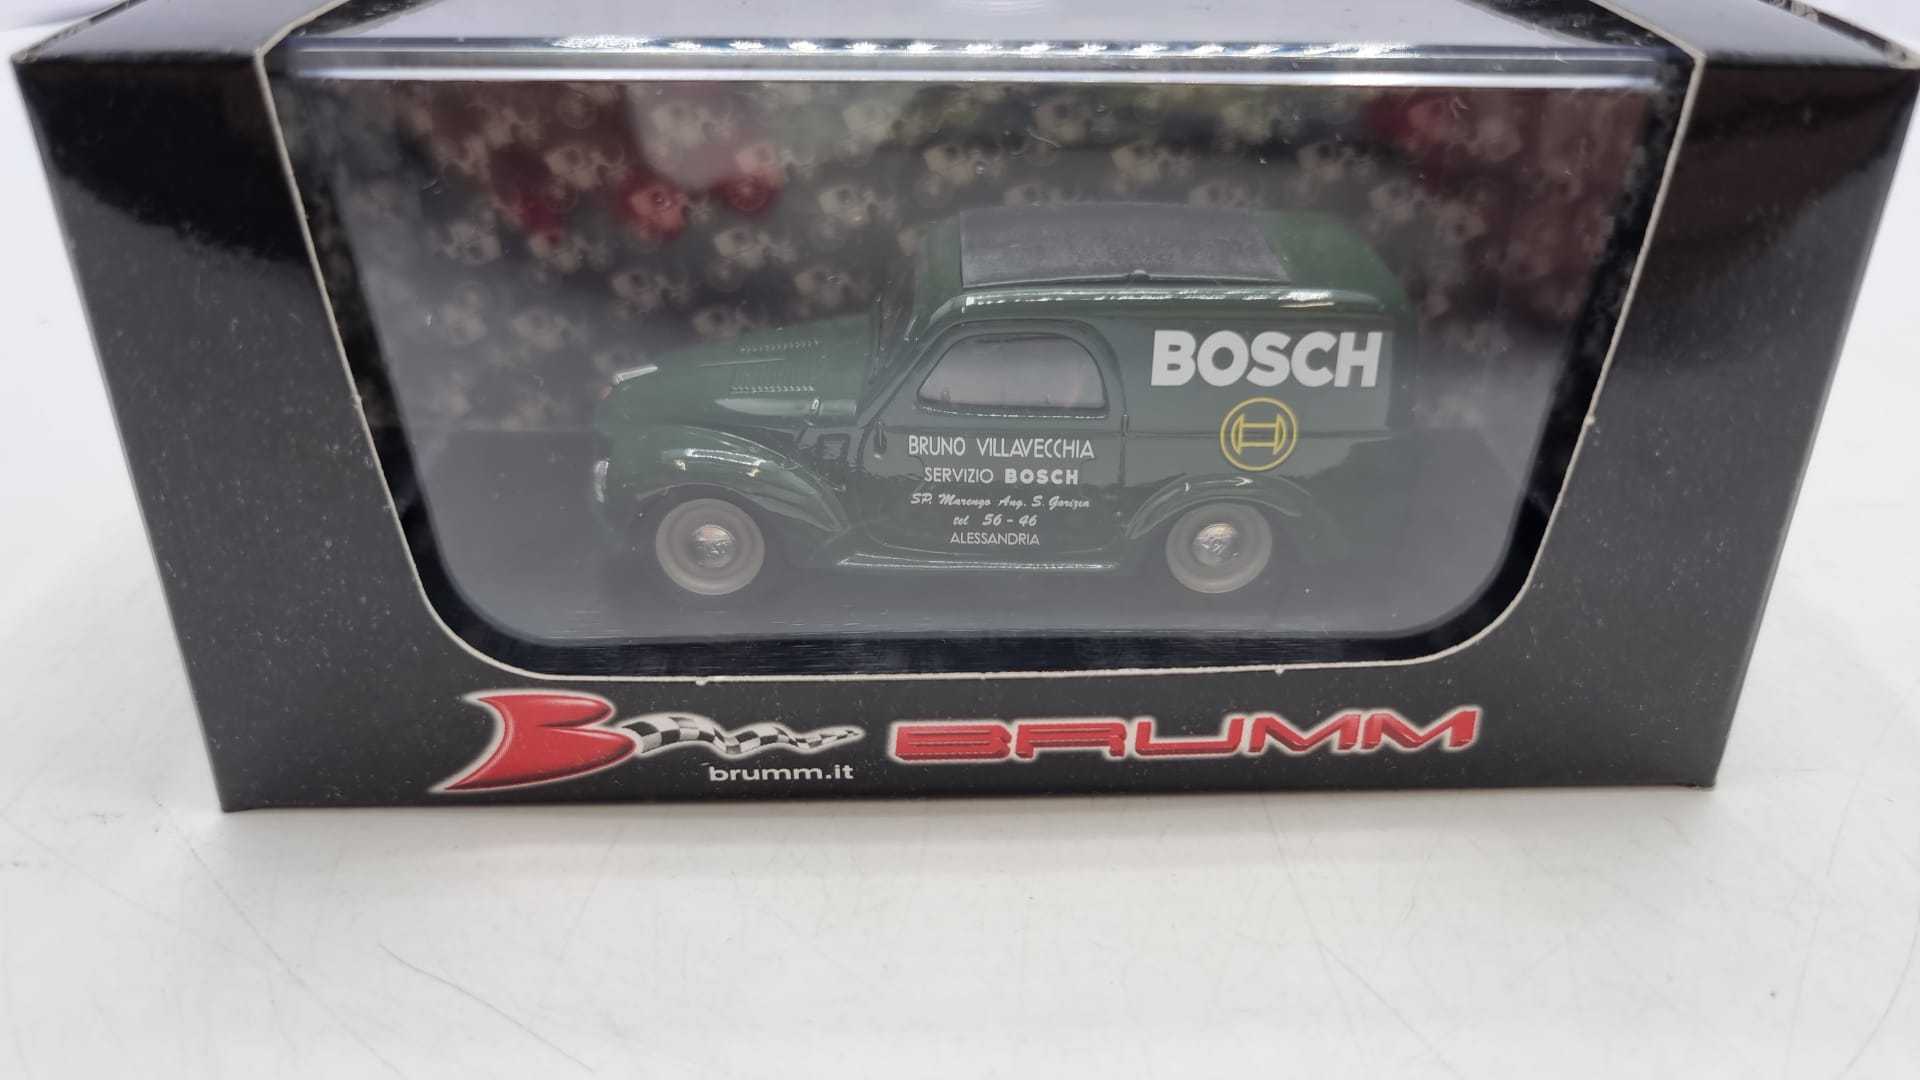 BOSCH
BRUNO VILLAVECCHIA
SERVIZIO BOSCH
SP. Marengo Ang. S. Gorizia
tel 56-46
ALESSANDRIA
brumm.it
BRUMM